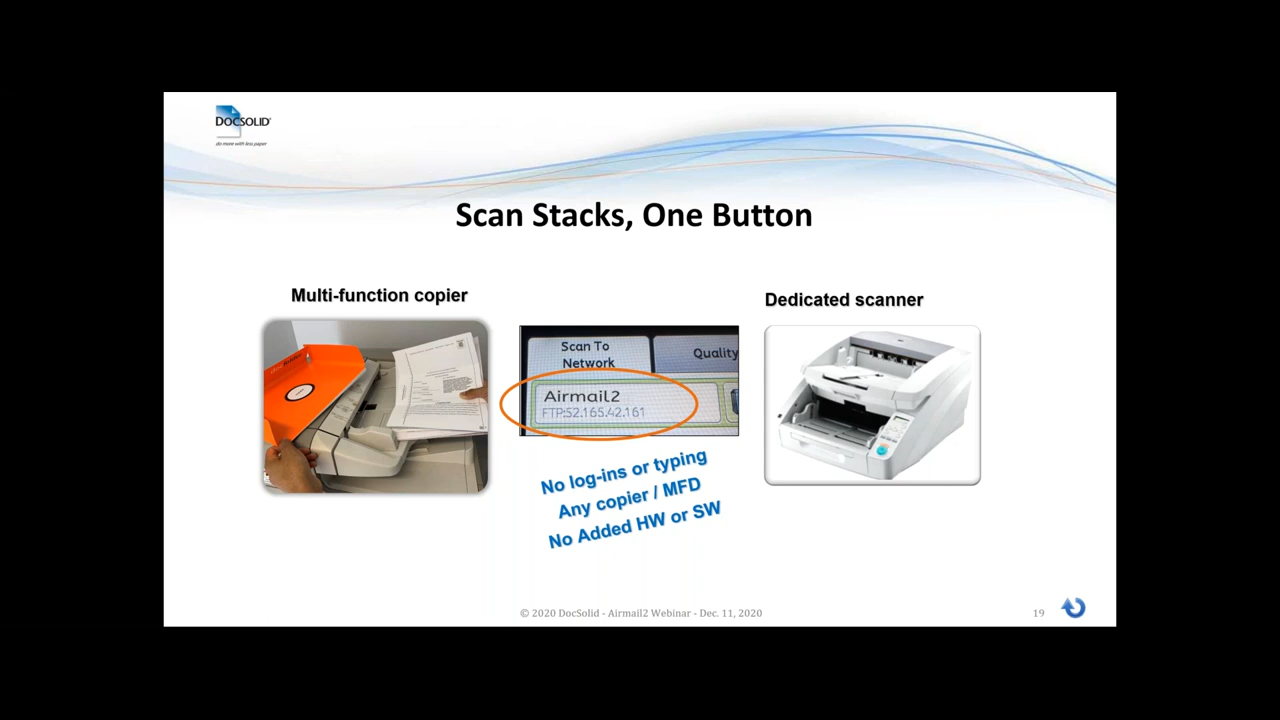 DOCSOLID
do more with less paper
Scan Stacks, One Button
Multi-function copier
Dedicated scanner
Scan To
Network
Quality
Airmail2
FTP:52.165.42.161
No log-ins or typing
Any copier / MFD
No Added HW or SW
© 2020 DocSolid - Airmail2 Webinar - Dec. 11, 2020
19